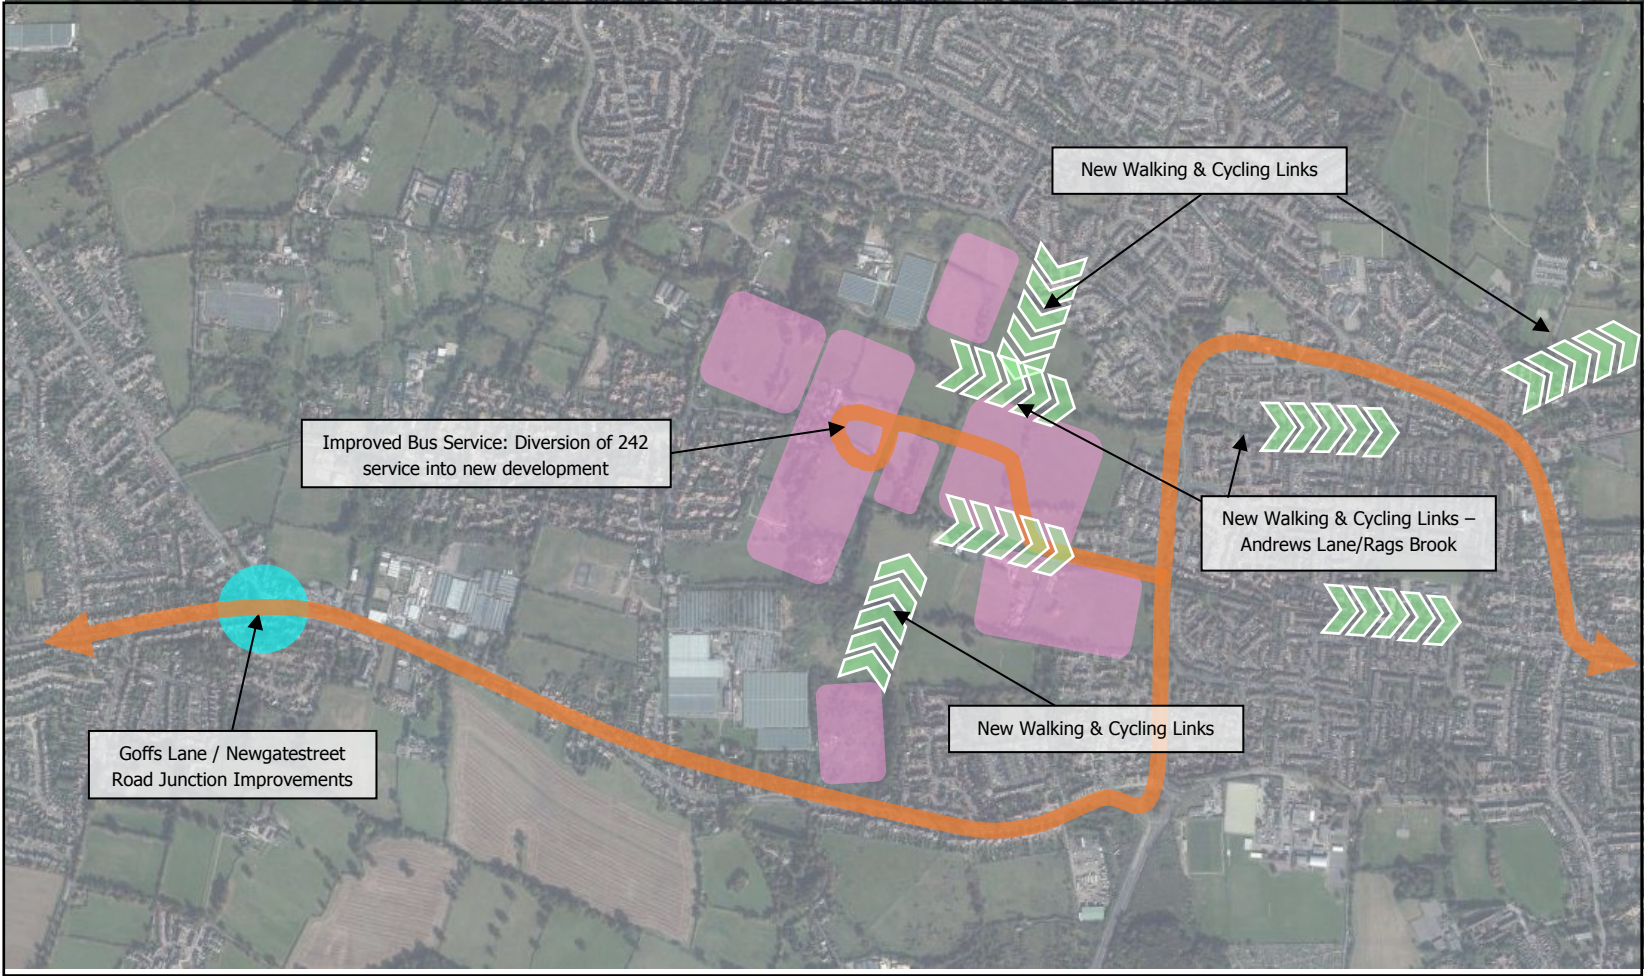 New Walking & Cycling Links
Improved Bus Service: Diversion of 242
service into new development
New Walking & Cycling Links –
Andrews Lane/Rags Brook
New Walking & Cycling Links
Goffs Lane / Newgatestreet
Road Junction Improvements